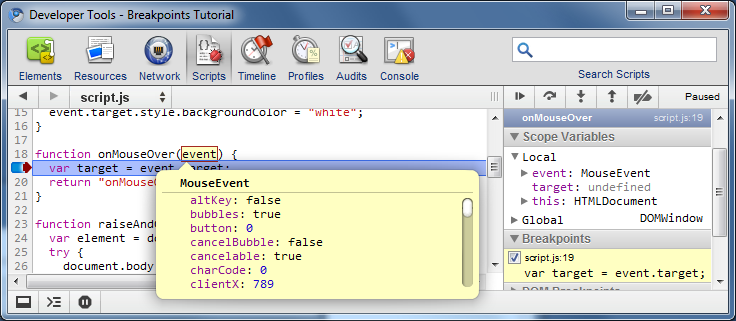 Developer Tools - Breakpoints Tutorial
Elements Resources Network Scripts Timeline Profiles Audits Console
Search Scripts
script.js
Paused
15 event.target.style.backgroundColor = "white";
16 }
17
18 function onMouseOver(event) {
19 var target = event.target;
20 return "onMouseO
21 }
22
23 function raiseAndC
24 var element = do
25 try {
26 document.body
MouseEvent
altKey: false
bubbles: true
button: 0
cancelBubble: false
cancelable: true
charCode: 0
clientX: 789
onMouseOver script.js:19
Scope Variables
Local
event: MouseEvent
target: undefined
this: HTMLDocument
Global DOMWindow
Breakpoints
script.js:19
var target = event.target;
DOM Breakpoints